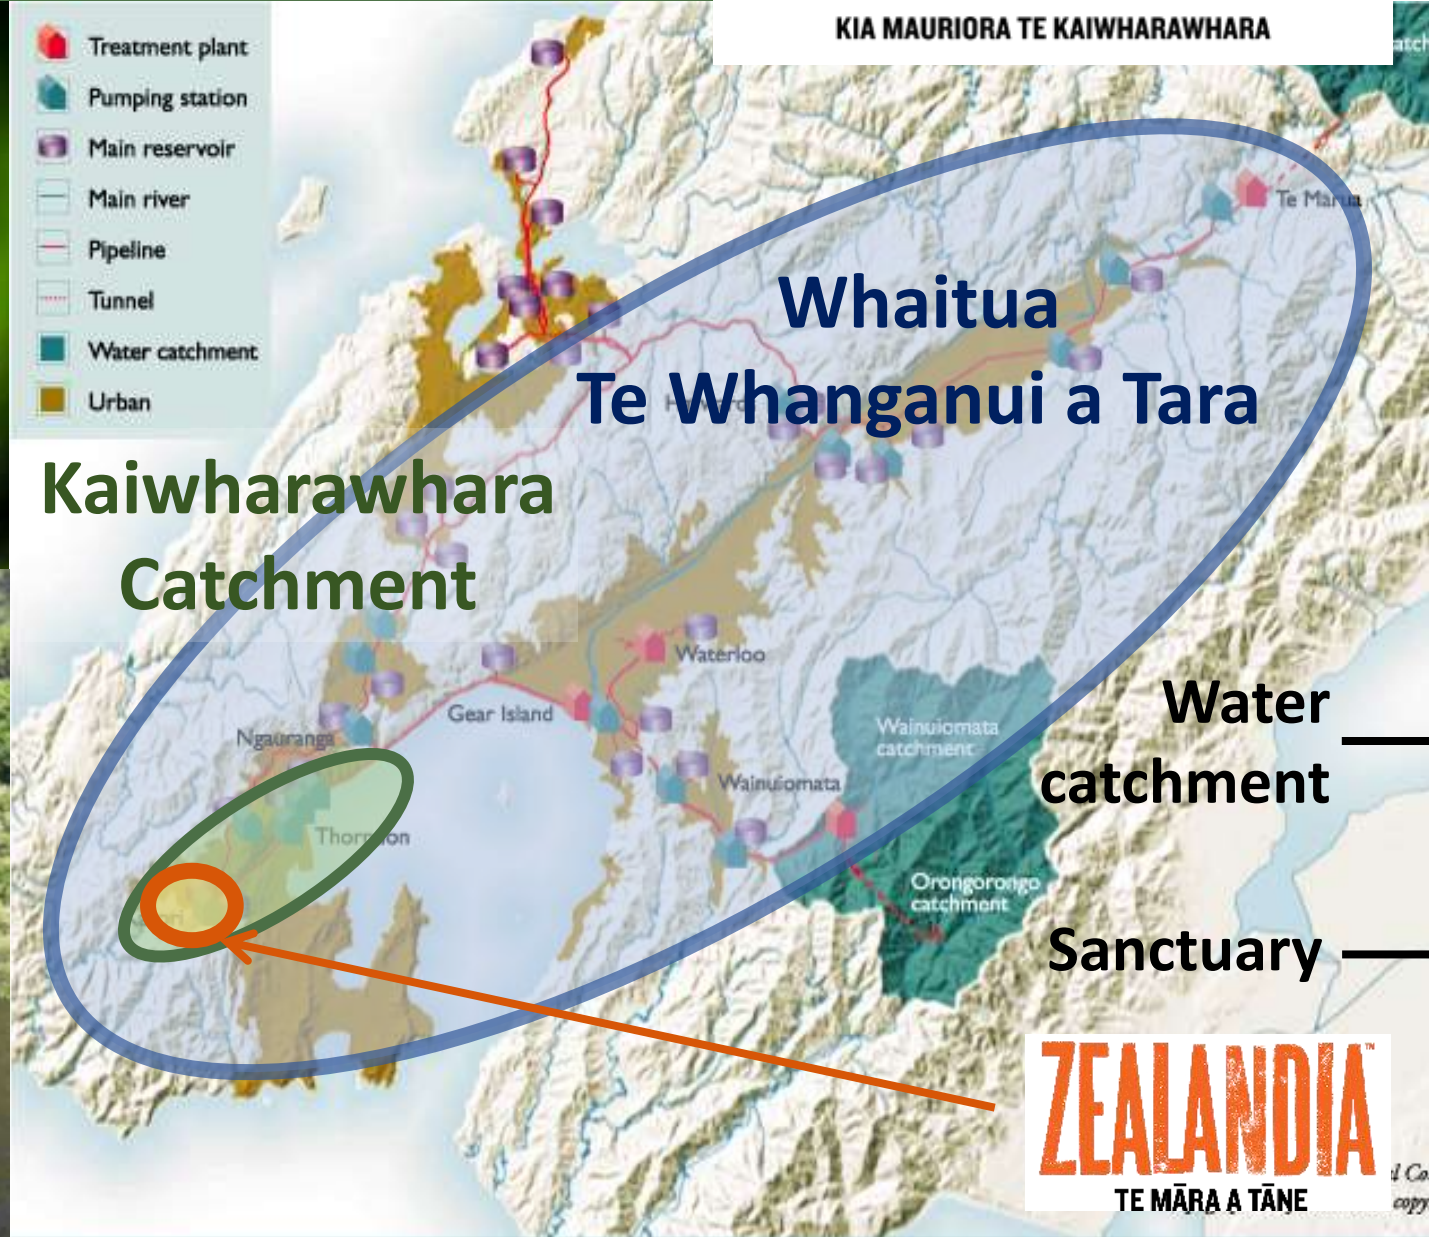 KIA MAURIORA TE KAIWHARAWHARA
Treatment plant
Pumping station
Main reservoir
Main river
Pipeline
Tunnel
Water catchment
Urban
Te Marua
Whaitua
Te Whanganui a Tara
Kaiwharawhara
Catchment
Waterloo
Gear Island
Ngauranga
Wainuiomata
catchment
Wainuiomata
Thorndon
Orongorongo
catchment
Water
catchment
Sanctuary
ZEALANDIA™
TE MĀRA A TĀNE